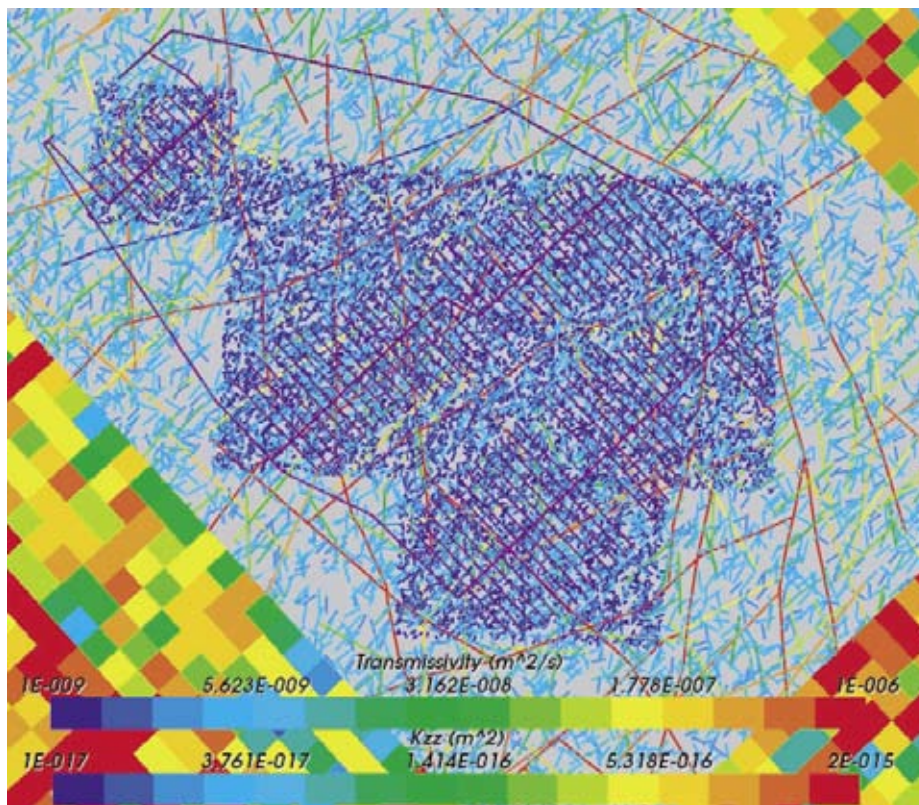 Transmissivity (m^2/s)
1E-009 5.623E-009 3.162E-008 1.778E-007 1E-006
Kzz (m^2)
1E-017 3.761E-017 1.414E-016 5.318E-016 2E-015